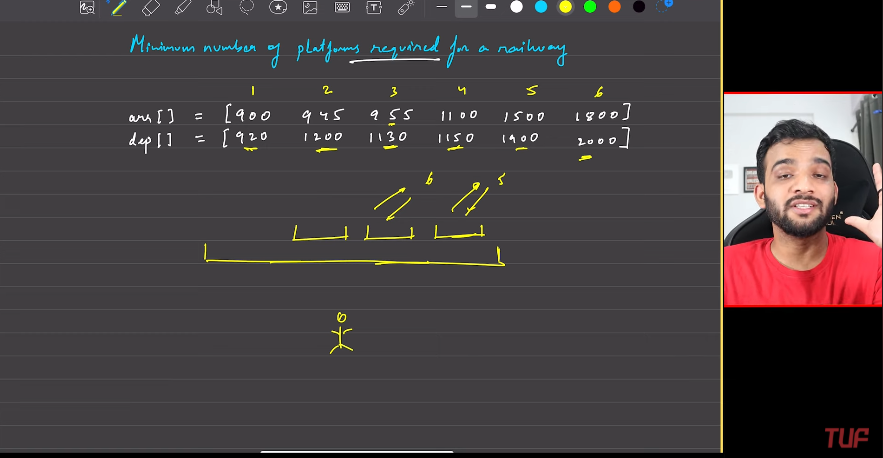 Minimum number of platforms required for a railway
1 2 3 4 5 6
arr[] = [900 945 955 1100 1500 1800]
dep[] = [920 1200 1130 1150 1900 2000]
6 5
TUF